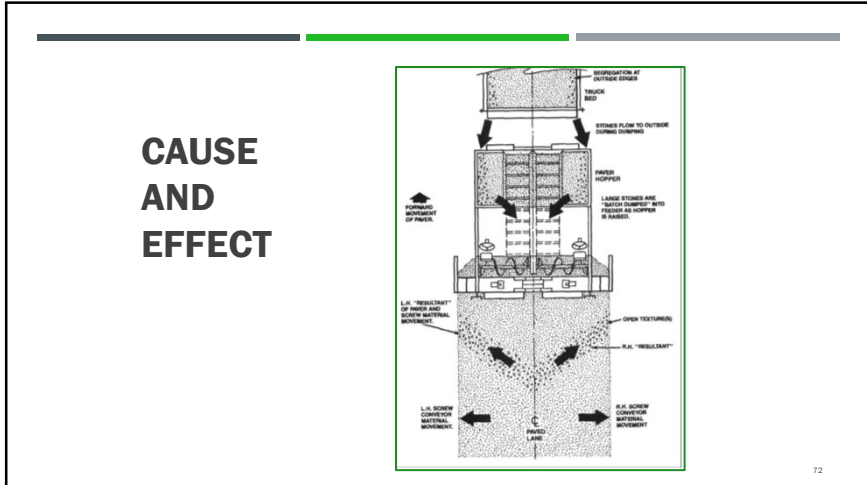 CAUSE
AND
EFFECT
SEGREGATION AT
OUTSIDE EDGES
TRUCK
BED
STONES FLOW TO OUTSIDE
DURING DUMPING
PAVER
HOPPER
FORWARD
MOVEMENT
OF PAVER.
LARGE STONES ARE
"BATCH DUMPED" INTO
FEEDER AS HOPPER
IS RAISED.
L.H. "RESULTANT"
OF PAVER AND
SCREW MATERIAL
MOVEMENT.
OPEN TEXTURE(S)
R.H. "RESULTANT"
L.H. SCREW
CONVEYOR
MATERIAL
MOVEMENT.
R.H. SCREW
CONVEYOR
MATERIAL
MOVEMENT
℄
PAVED
LANE
72